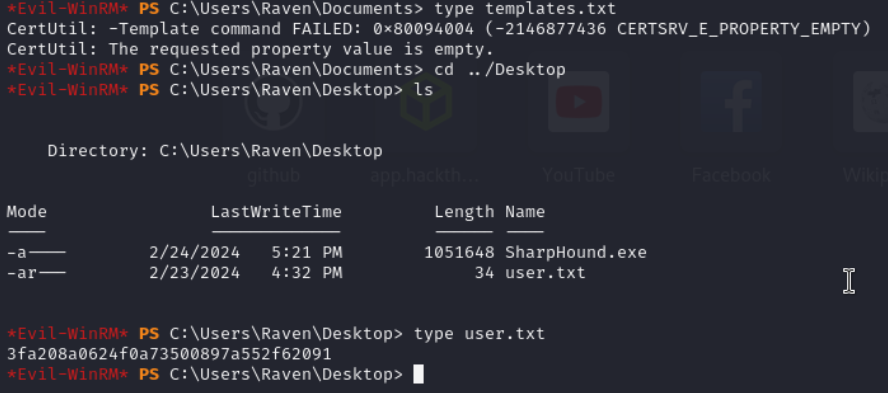 *Evil-WinRM* PS C:\Users\Raven\Documents> type templates.txt
CertUtil: -Template command FAILED: 0×80094004 (-2146877436 CERTSRV_E_PROPERTY_EMPTY)
CertUtil: The requested property value is empty.
*Evil-WinRM* PS C:\Users\Raven\Documents> cd ../Desktop
*Evil-WinRM* PS C:\Users\Raven\Desktop> ls
Directory: C:\Users\Raven\Desktop
github app.hackth... YouTube Facebook
Mode LastWriteTime Length Name
-a---- 2/24/2024 5:21 PM 1051648 SharpHound.exe
-ar--- 2/23/2024 4:32 PM 34 user.txt
*Evil-WinRM* PS C:\Users\Raven\Desktop> type user.txt
3fa208a0624f0a73500897a552f62091
*Evil-WinRM* PS C:\Users\Raven\Desktop>